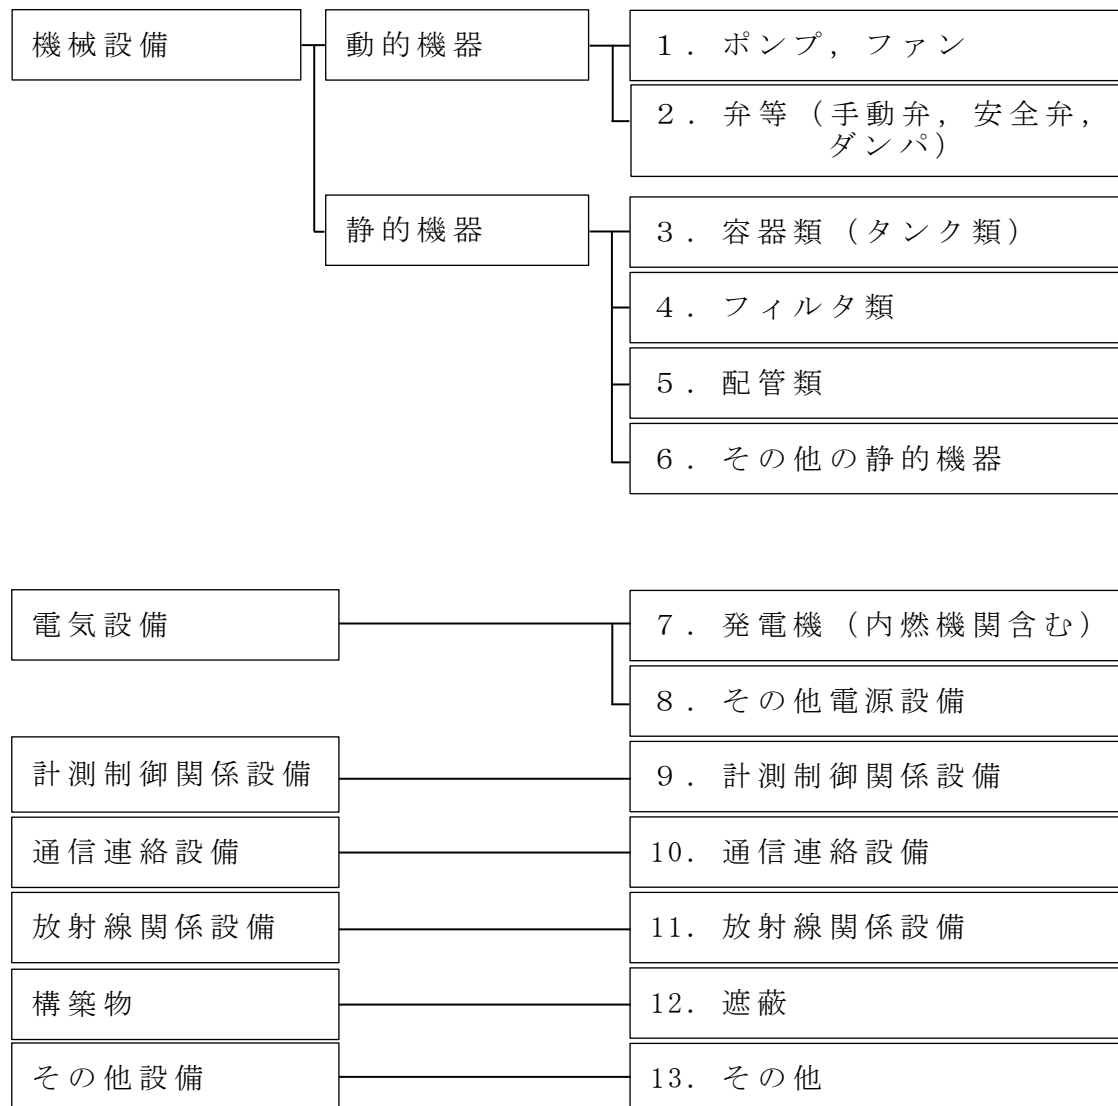 機械設備
動的機器
1．ポンプ，ファン
2．弁等（手動弁，安全弁，
ダンパ）
静的機器
3．容器類（タンク類）
4．フィルタ類
5．配管類
6．その他の静的機器
電気設備
7．発電機（内燃機関含む）
8．その他電源設備
計測制御関係設備
9．計測制御関係設備
通信連絡設備
10．通信連絡設備
放射線関係設備
11．放射線関係設備
構築物
12．遮蔽
その他設備
13．その他